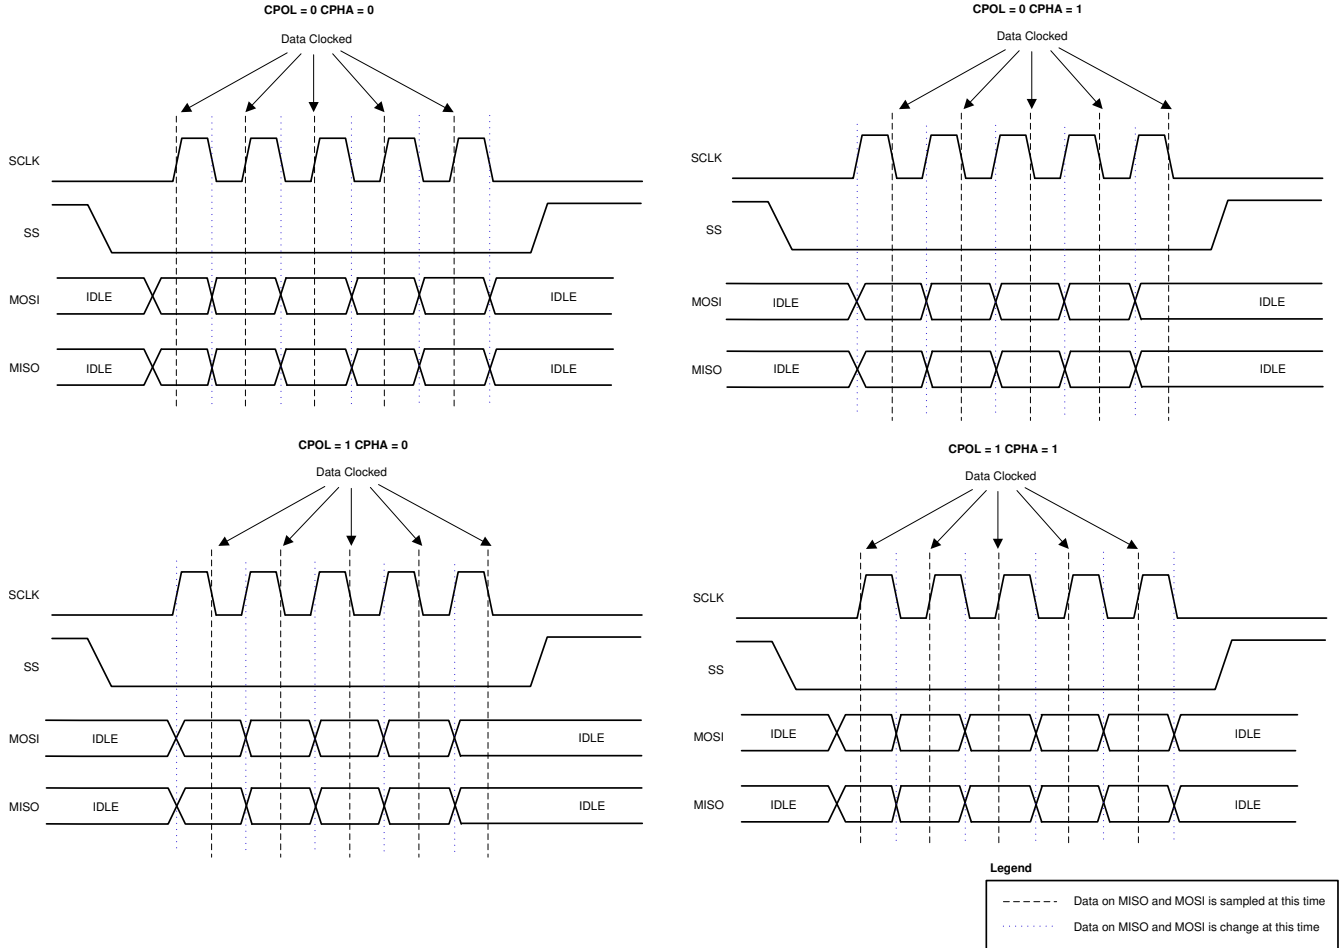 CPOL = 0 CPHA = 0
Data Clocked
SCLK
SS
MOSI IDLE IDLE
MISO IDLE IDLE
CPOL = 0 CPHA = 1
Data Clocked
SCLK
SS
MOSI IDLE IDLE
MISO IDLE IDLE
CPOL = 1 CPHA = 0
Data Clocked
SCLK
SS
MOSI IDLE IDLE
MISO IDLE IDLE
CPOL = 1 CPHA = 1
Data Clocked
SCLK
SS
MOSI IDLE IDLE
MISO IDLE IDLE
Legend
Data on MISO and MOSI is sampled at this time
Data on MISO and MOSI is change at this time